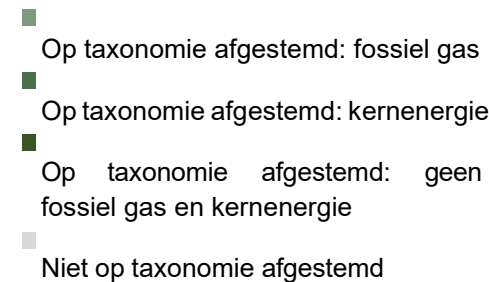 Op taxonomie afgestemd: fossiel gas
Op taxonomie afgestemd: kernenergie
Op taxonomie afgestemd: geen
fossiel gas en kernenergie
Niet op taxonomie afgestemd